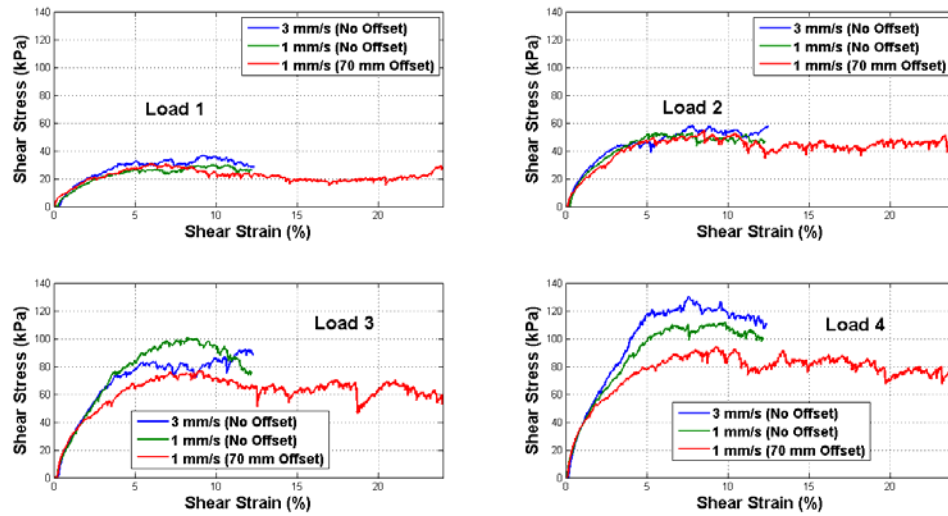 140
120
100
80
60
40
20
0
Shear Stress (kPa)
3 mm/s (No Offset)
1 mm/s (No Offset)
1 mm/s (70 mm Offset)
Load 1
0 5 10 15 20
Shear Strain (%)
140
120
100
80
60
40
20
0
Shear Stress (kPa)
3 mm/s (No Offset)
1 mm/s (No Offset)
1 mm/s (70 mm Offset)
Load 2
0 5 10 15 20
Shear Strain (%)
140
120
100
80
60
40
20
0
Shear Stress (kPa)
Load 3
3 mm/s (No Offset)
1 mm/s (No Offset)
1 mm/s (70 mm Offset)
0 5 10 15 20
Shear Strain (%)
140
120
100
80
60
40
20
0
Shear Stress (kPa)
Load 4
3 mm/s (No Offset)
1 mm/s (No Offset)
1 mm/s (70 mm Offset)
0 5 10 15 20
Shear Strain (%)